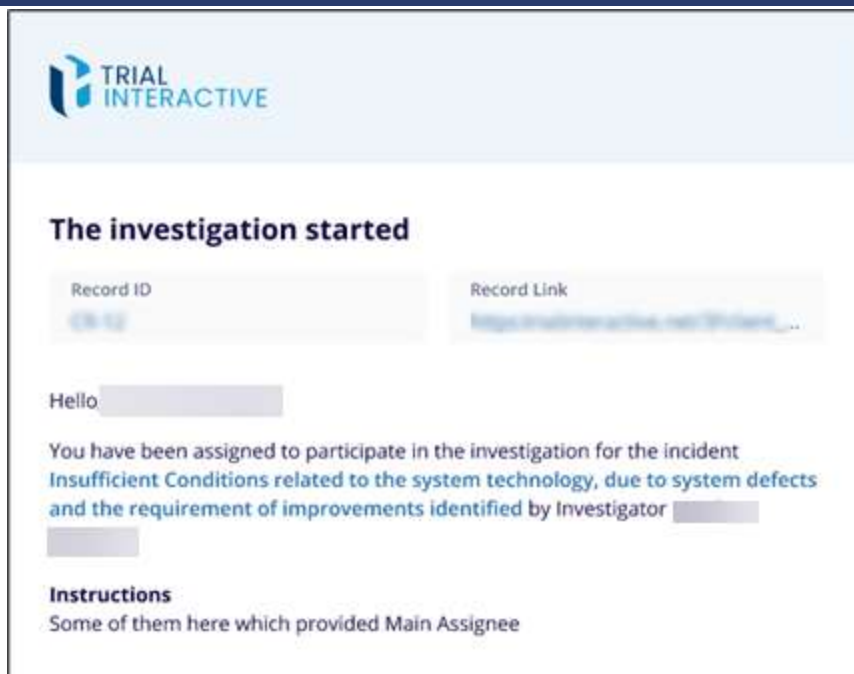 TRIAL
INTERACTIVE
The investigation started
Record ID
Record Link
Hello
You have been assigned to participate in the investigation for the incident
Insufficient Conditions related to the system technology, due to system defects
and the requirement of improvements identified by Investigator
Instructions
Some of them here which provided Main Assignee